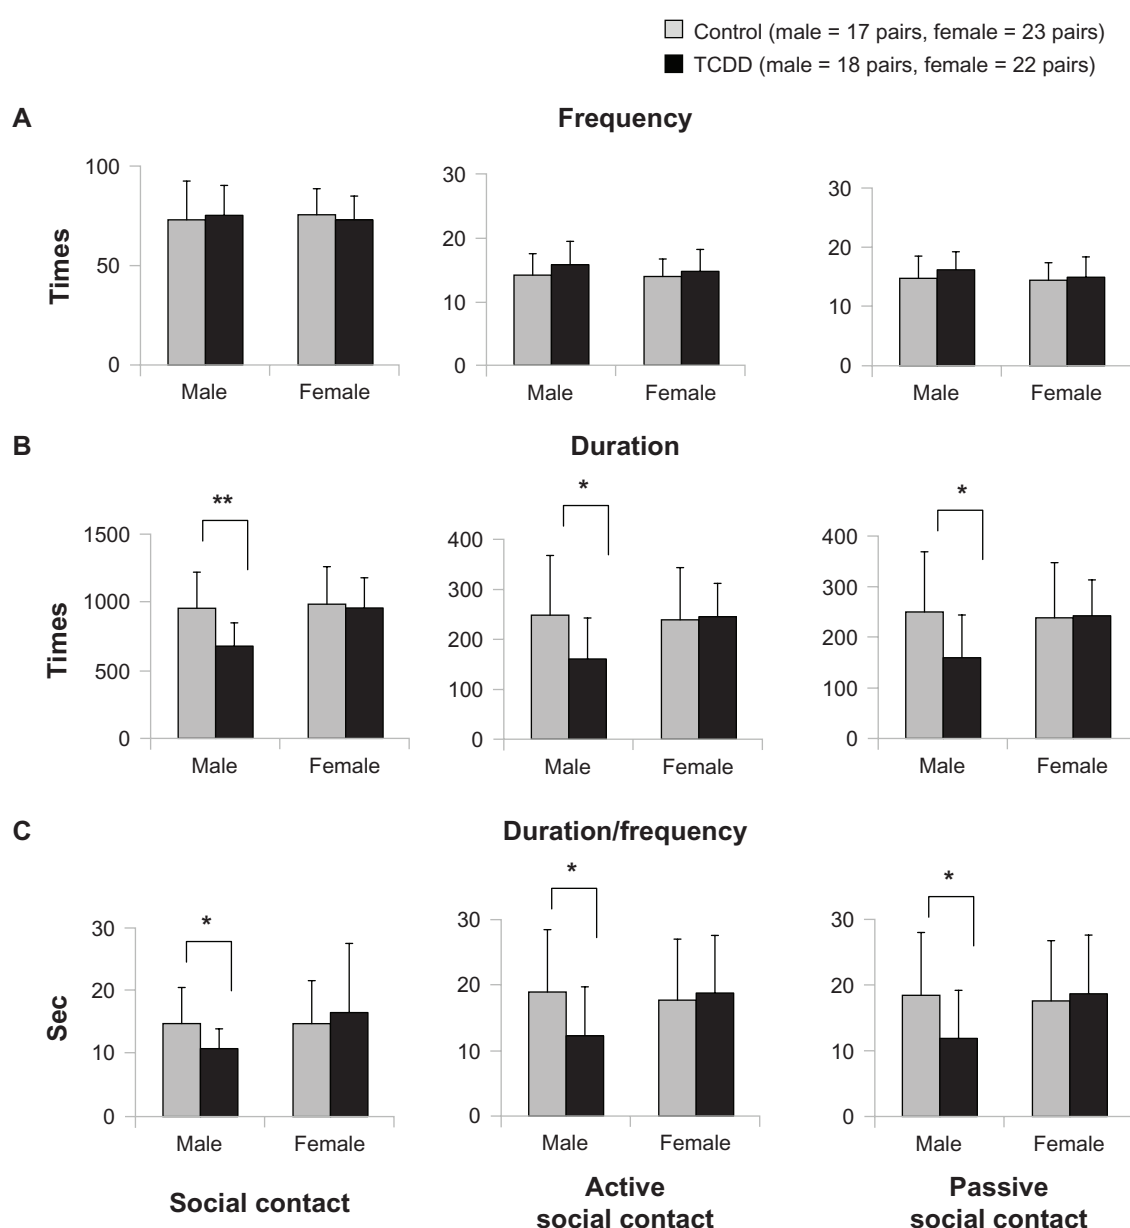 Control (male = 17 pairs, female = 23 pairs)
TCDD (male = 18 pairs, female = 22 pairs)
A
Frequency
Times
100
50
0
Male
Female
30
20
10
0
Male
Female
30
20
10
0
Male
Female
B
Duration
Times
1500
1000
500
0
**
Male
Female
400
300
200
100
0
*
Male
Female
400
300
200
100
0
*
Male
Female
C
Duration/frequency
Sec
30
20
10
0
*
Male
Female
30
20
10
0
*
Male
Female
30
20
10
0
*
Male
Female
Social contact
Active
social contact
Passive
social contact